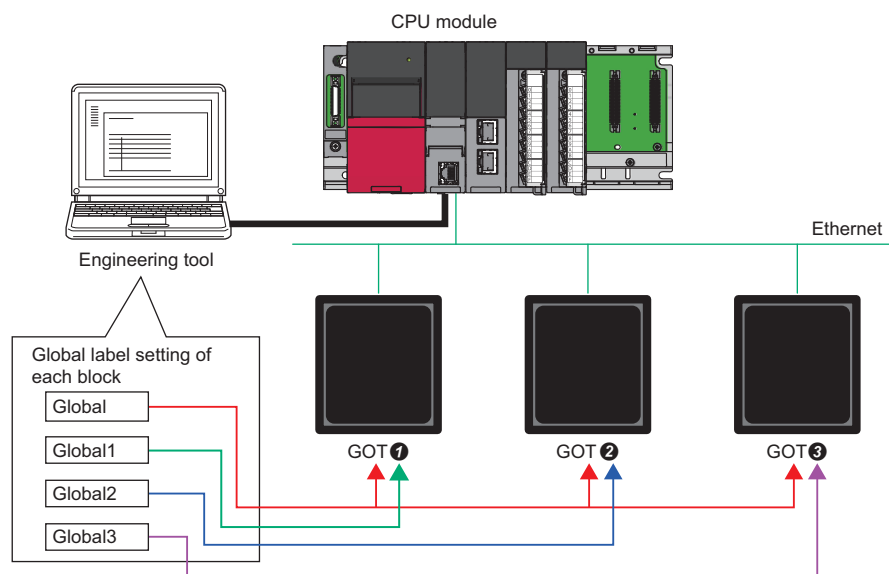 CPU module
Ethernet
Engineering tool
Global label setting of
each block
Global
Global1
Global2
Global3
GOT❶
GOT❷
GOT❸